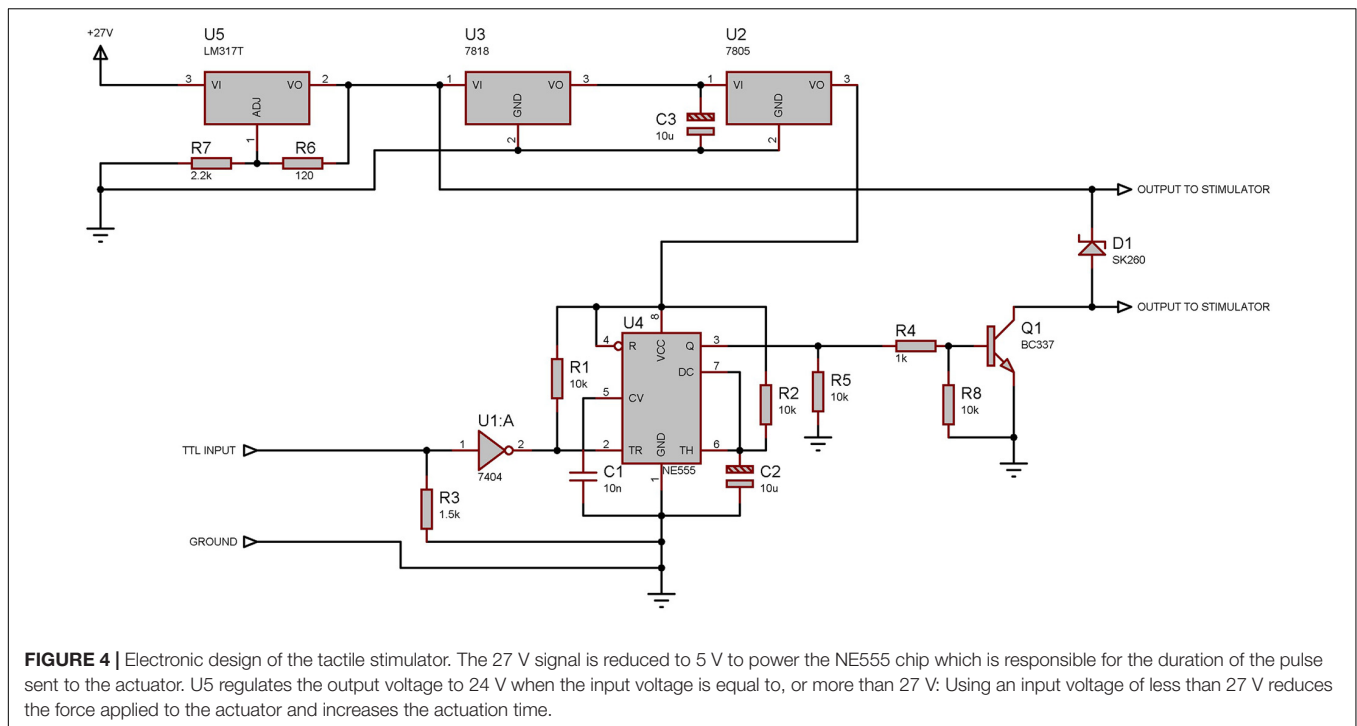 +27V
U5
LM317T
U3
7818
U2
7805
3 VI VO 2
ADJ
1
1 VI VO 3
GND
2
1 VI VO 3
GND
2
C3
10u
R7
2.2k
R6
120
OUTPUT TO STIMULATOR
D1
SK260
OUTPUT TO STIMULATOR
U4
8
VCC
4 R
Q 3
DC 7
5 CV
2 TR
TH 6
GND
1
NE555
R1
10k
R2
10k
R5
10k
R4
1k
R8
10k
Q1
BC337
TTL INPUT
U1:A
1 2
7404
C1
10n
C2
10u
R3
1.5k
GROUND
FIGURE 4 | Electronic design of the tactile stimulator. The 27 V signal is reduced to 5 V to power the NE555 chip which is responsible for the duration of the pulse
sent to the actuator. U5 regulates the output voltage to 24 V when the input voltage is equal to, or more than 27 V: Using an input voltage of less than 27 V reduces
the force applied to the actuator and increases the actuation time.